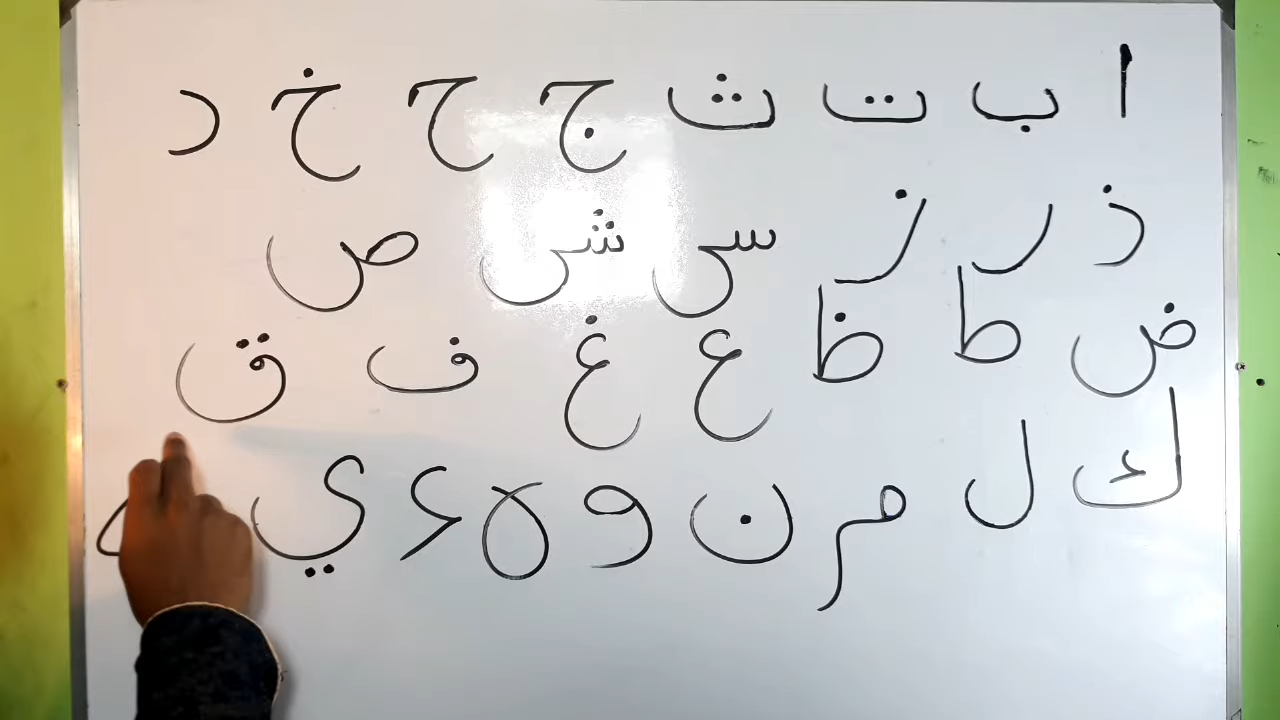 ا ب ت ث ج ح خ د
ذ ر ز س ش ص
ض ط ظ ع غ ف ق
ك ل م ن و ه ء ي